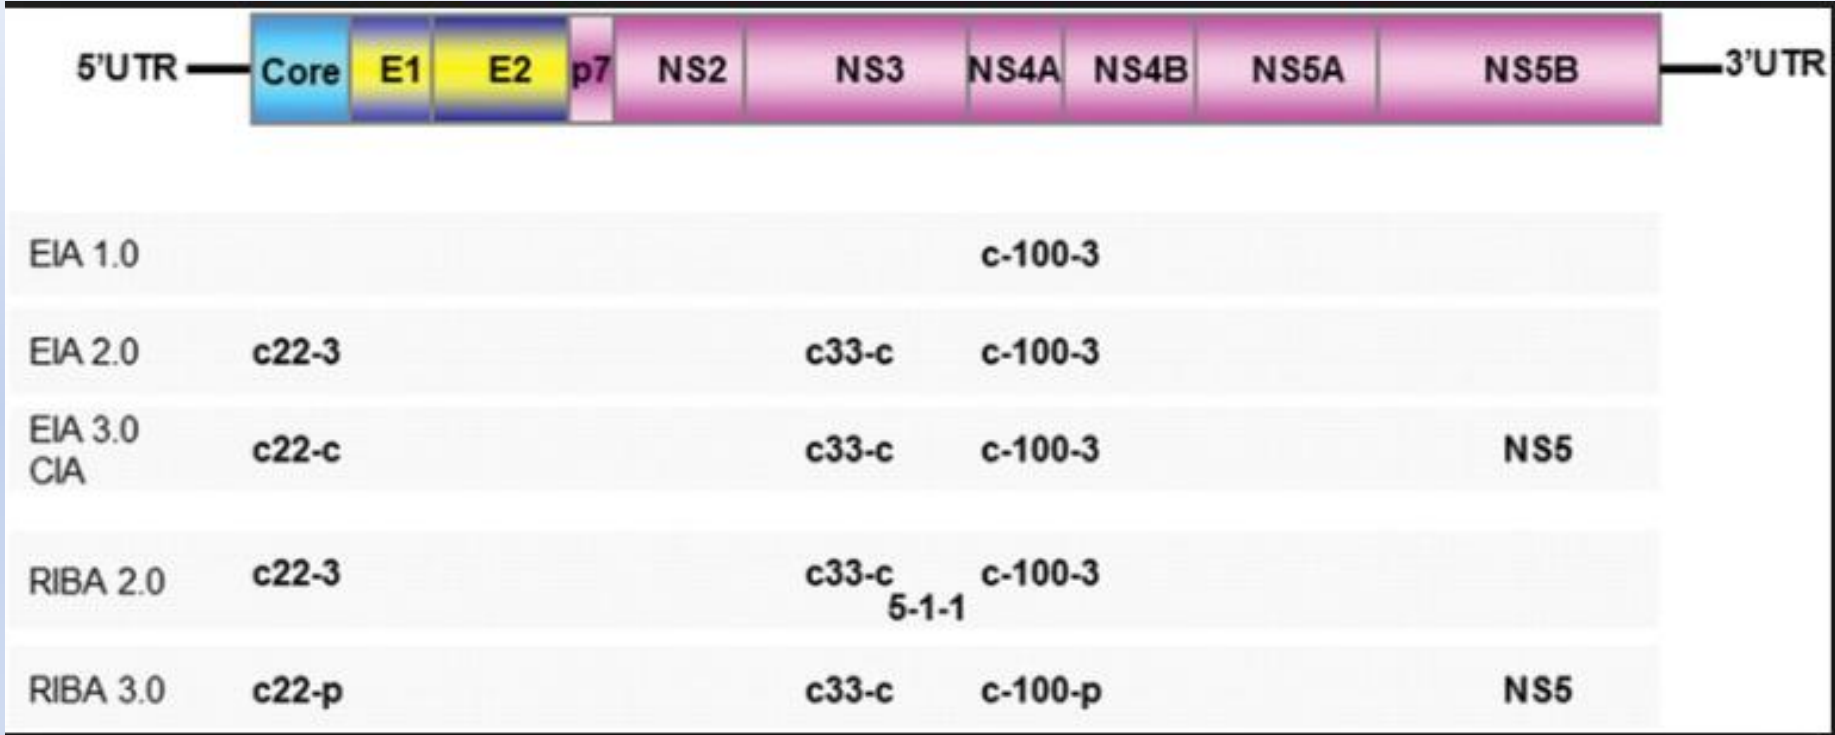 5'UTR Core E1 E2 p7 NS2 NS3 NS4A NS4B NS5A NS5B 3'UTR
EIA 1.0 c-100-3
EIA 2.0 c22-3 c33-c c-100-3
EIA 3.0
CIA c22-c c33-c c-100-3 NS5
RIBA 2.0 c22-3 c33-c c-100-3
5-1-1
RIBA 3.0 c22-p c33-c c-100-p NS5